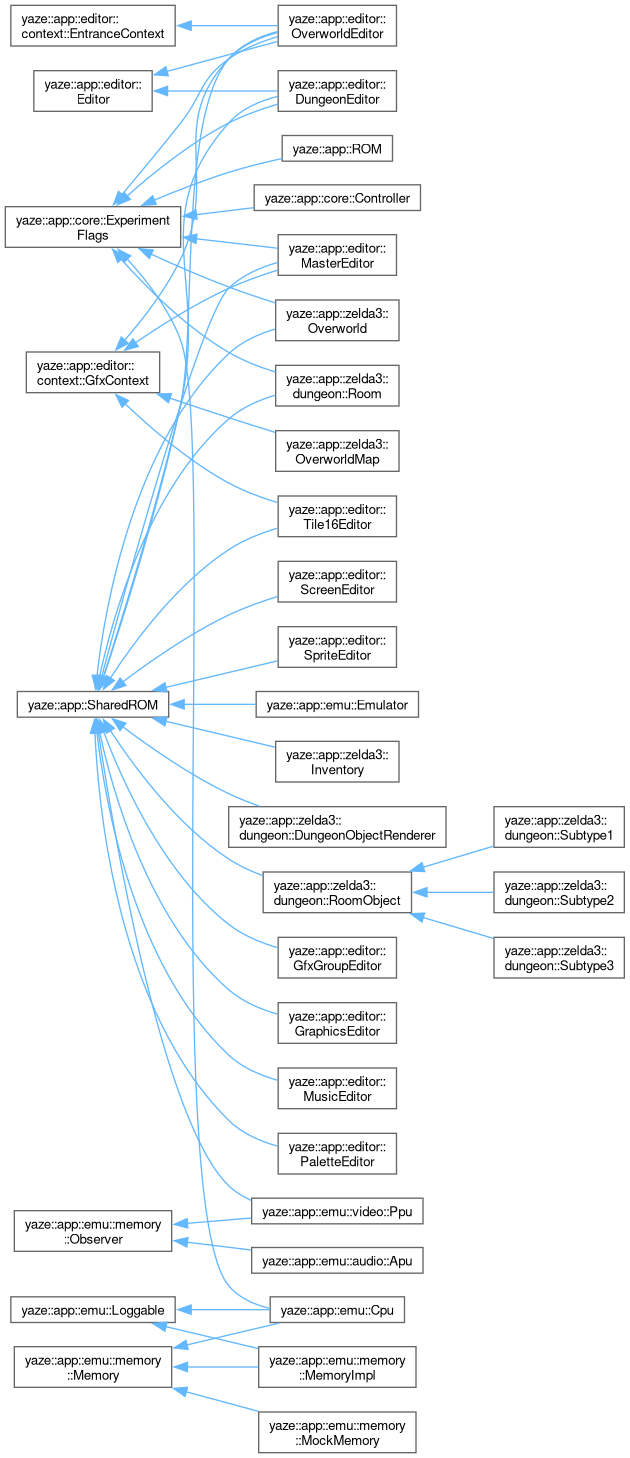 yaze::app::editor::
context::EntranceContext
yaze::app::editor::
OverworldEditor
yaze::app::editor::
Editor
yaze::app::editor::
DungeonEditor
yaze::app::ROM
yaze::app::core::Controller
yaze::app::core::Experiment
Flags
yaze::app::editor::
MasterEditor
yaze::app::zelda3::
Overworld
yaze::app::editor::
context::GfxContext
yaze::app::zelda3::
dungeon::Room
yaze::app::zelda3::
OverworldMap
yaze::app::editor::
Tile16Editor
yaze::app::editor::
ScreenEditor
yaze::app::editor::
SpriteEditor
yaze::app::SharedROM
yaze::app::emu::Emulator
yaze::app::zelda3::
Inventory
yaze::app::zelda3::
dungeon::DungeonObjectRenderer
yaze::app::zelda3::
dungeon::Subtype1
yaze::app::zelda3::
dungeon::RoomObject
yaze::app::zelda3::
dungeon::Subtype2
yaze::app::editor::
GfxGroupEditor
yaze::app::zelda3::
dungeon::Subtype3
yaze::app::editor::
GraphicsEditor
yaze::app::editor::
MusicEditor
yaze::app::editor::
PaletteEditor
yaze::app::emu::memory
::Observer
yaze::app::emu::video::Ppu
yaze::app::emu::audio::Apu
yaze::app::emu::Loggable
yaze::app::emu::Cpu
yaze::app::emu::memory
::Memory
yaze::app::emu::memory
::MemoryImpl
yaze::app::emu::memory
::MockMemory